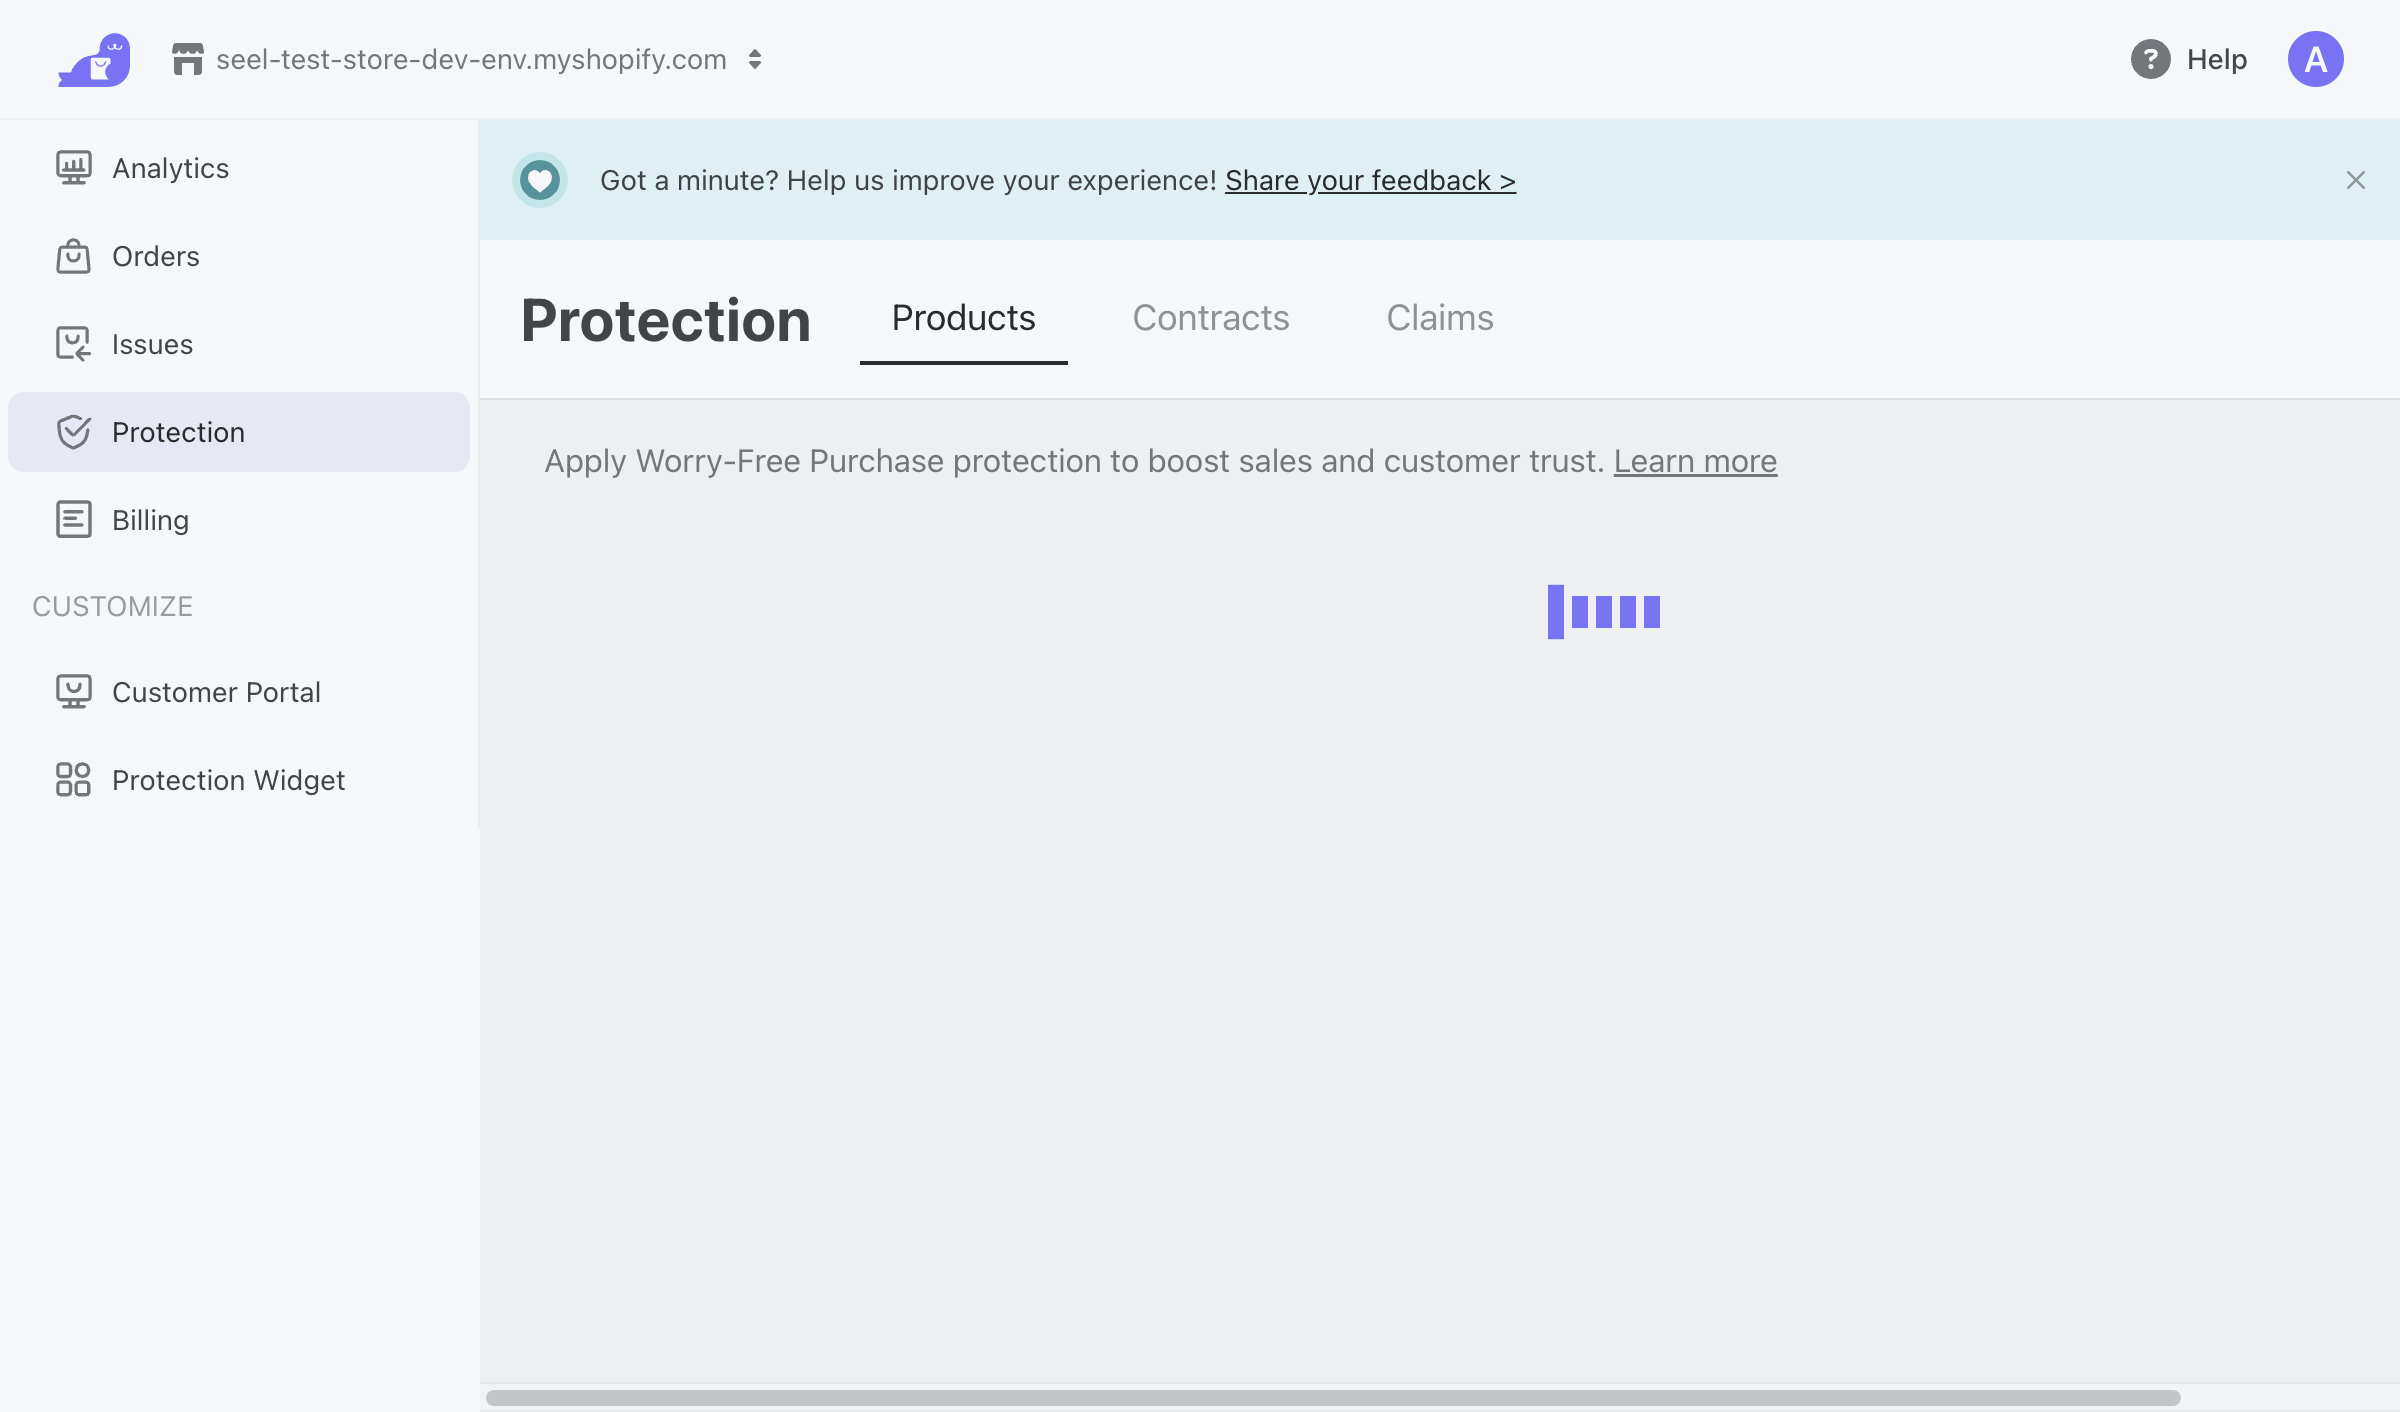 seel-test-store-dev-env.myshopify.com
? Help
A
Analytics
Orders
Issues
Protection
Billing
CUSTOMIZE
Customer Portal
Protection Widget
Got a minute? Help us improve your experience! Share your feedback >
Protection
Products
Contracts
Claims
Apply Worry-Free Purchase protection to boost sales and customer trust. Learn more